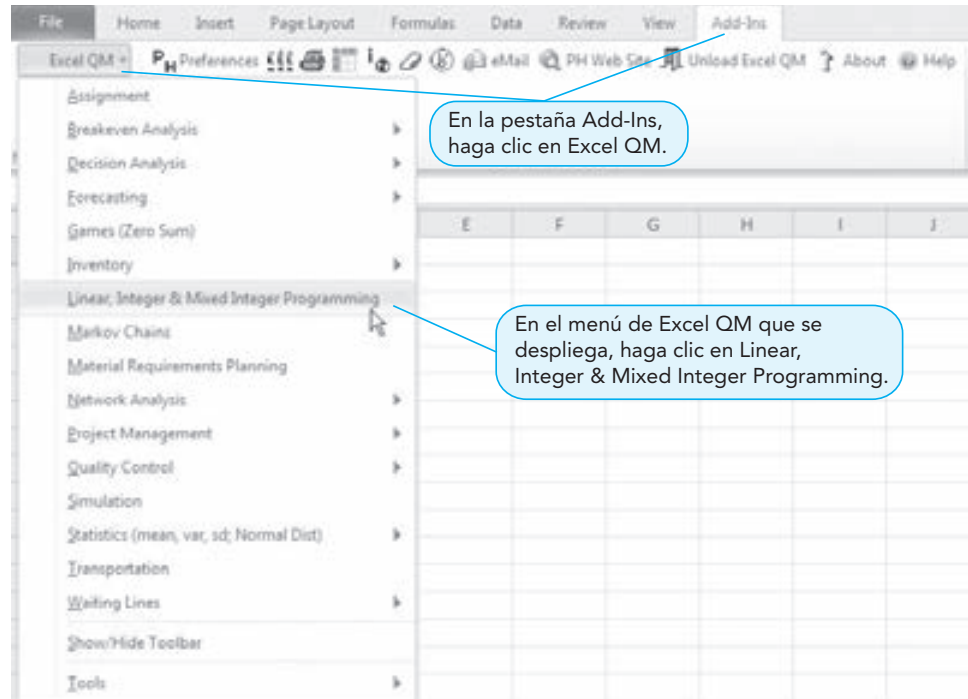 File Home Insert Page Layout Formulas Data Review View Add-Ins
Excel QM PH Preferences eMail PH Web Site Unload Excel QM About Help
Assignment
Breakeven Analysis
Decision Analysis
Forecasting
Games (Zero Sum)
Inventory
Linear, Integer & Mixed Integer Programming
Markov Chains
Material Requirements Planning
Network Analysis
Project Management
Quality Control
Simulation
Statistics (mean, var, sd; Normal Dist)
Transportation
Waiting Lines
Show/Hide Toolbar
Tools
En la pestaña Add-Ins,
haga clic en Excel QM.
E F G H I J
En el menú de Excel QM que se
despliega, haga clic en Linear,
Integer & Mixed Integer Programming.